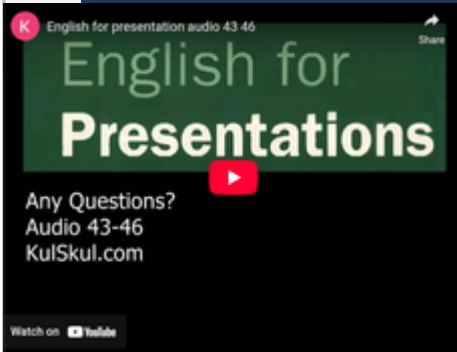 K English for presentation audio 43 46
Share
English for
Presentations
Any Questions?
Audio 43-46
KulSkul.com
Watch on YouTube